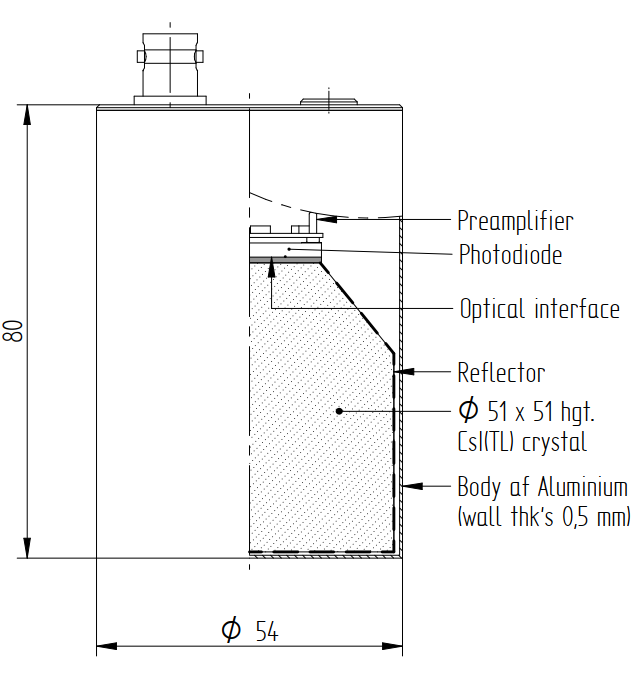 Preamplifier
Photodiode
Optical interface
80
Reflector
ϕ 51 x 51 hgt.
CsI(TL) crystal
Body af Aluminium
(wall thk's 0,5 mm)
ϕ 54